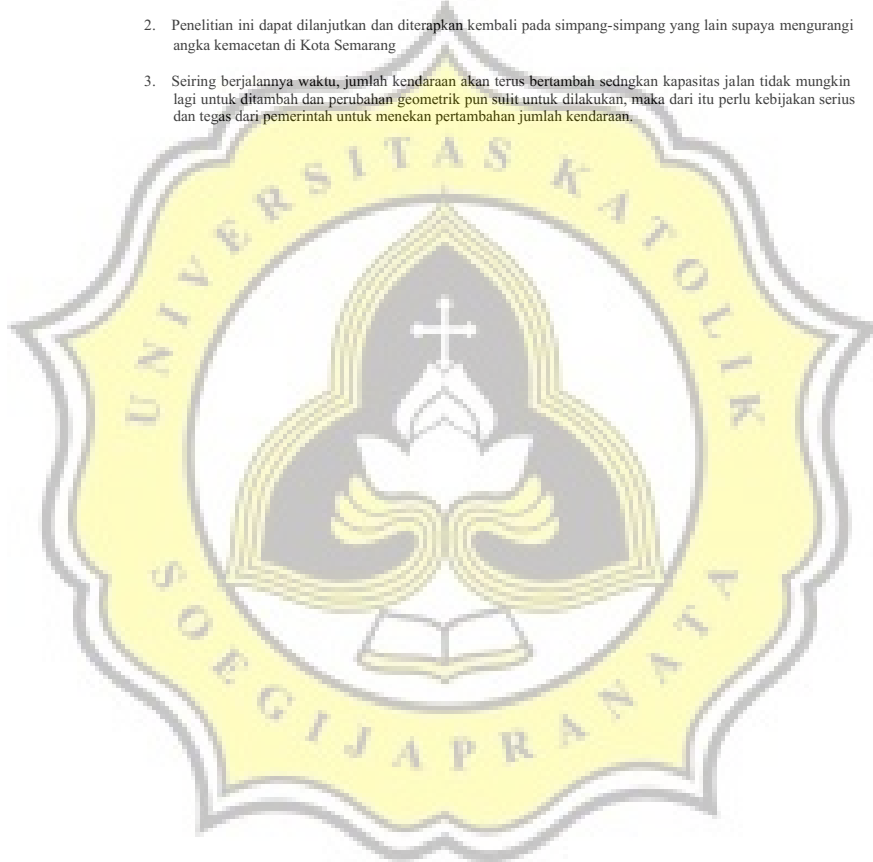 2. Penelitian ini dapat dilanjutkan dan diterapkan kembali pada simpang-simpang yang lain supaya mengurangi
angka kemacetan di Kota Semarang
3. Seiring berjalannya waktu, jumlah kendaraan akan terus bertambah sedngkan kapasitas jalan tidak mungkin
lagi untuk ditambah dan perubahan geometrik pun sulit untuk dilakukan, maka dari itu perlu kebijakan serius
dan tegas dari pemerintah untuk menekan pertambahan jumlah kendaraan.
UNIVERSITAS KATOLIK
SOEGIJAPRANATA